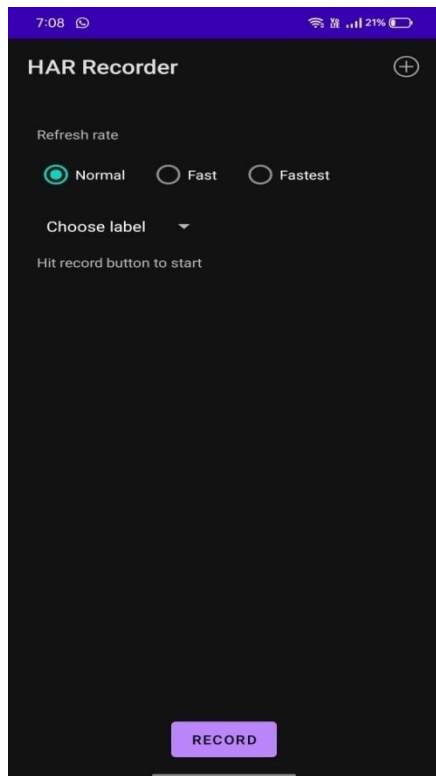 7:08 21%
HAR Recorder
Refresh rate
Normal Fast Fastest
Choose label
Hit record button to start
RECORD